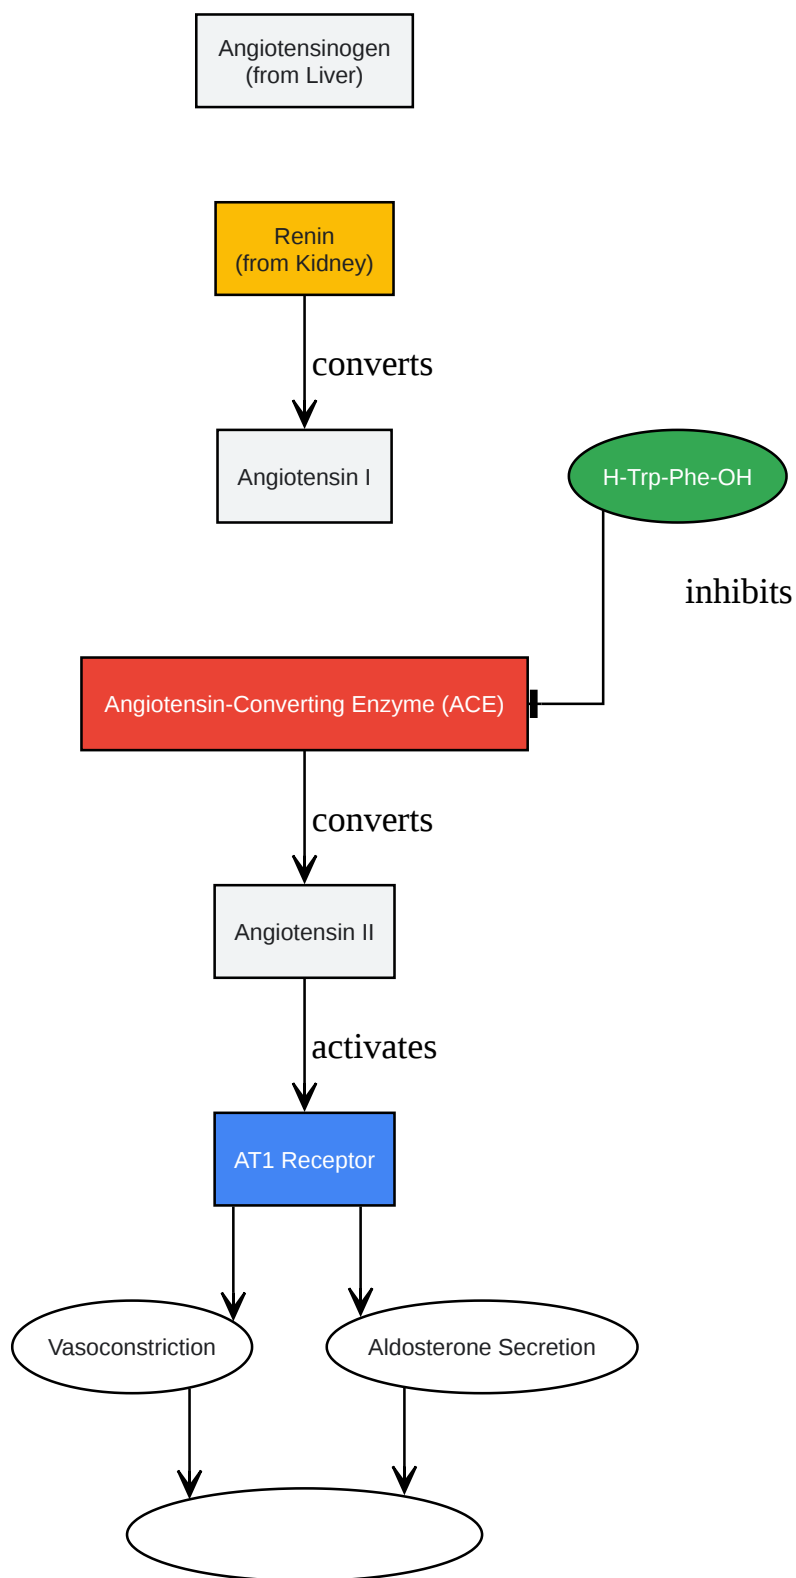 Angiotensinogen
(from Liver)
Renin
(from Kidney)
converts
Angiotensin I
H-Trp-Phe-OH
inhibits
Angiotensin-Converting Enzyme (ACE)
converts
Angiotensin II
activates
AT1 Receptor
Vasoconstriction
Aldosterone Secretion